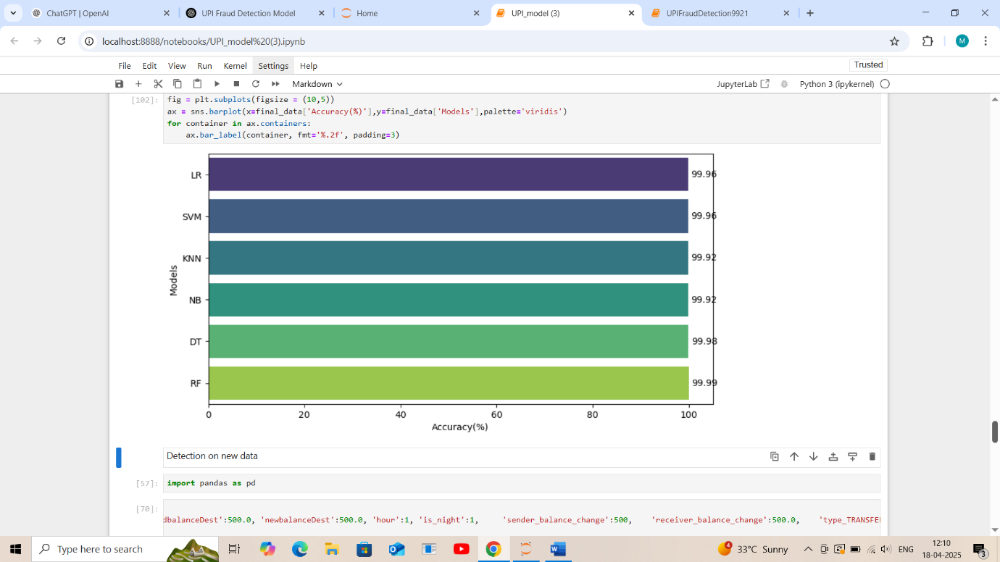 ChatGPT | OpenAI
UPI Fraud Detection Model
Home
UPI_model (3)
UPIFraudDetection9921
localhost:8888/notebooks/UPI_model%20(3).ipynb
M
File Edit View Run Kernel Settings Help
Trusted
Markdown
JupyterLab
Python 3 (ipykernel)
[102]:
fig = plt.subplots(figsize = (10,5))
ax = sns.barplot(x=final_data['Accuracy(%)'],y=final_data['Models'],palette='viridis')
for container in ax.containers:
    ax.bar_label(container, fmt='%.2f', padding=3)
LR 99.96
SVM 99.96
KNN 99.92
Models
NB 99.92
DT 99.98
RF 99.99
0 20 40 60 80 100
Accuracy(%)
Detection on new data
[57]: import pandas as pd
[70]:
dbalanceDest':500.0, 'newbalanceDest':500.0, 'hour':1, 'is_night':1, 'sender_balance_change':500, 'receiver_balance_change':500.0, 'type_TRANSFE
Type here to search
4
33°C Sunny
ENG
12:10
18-04-2025
3